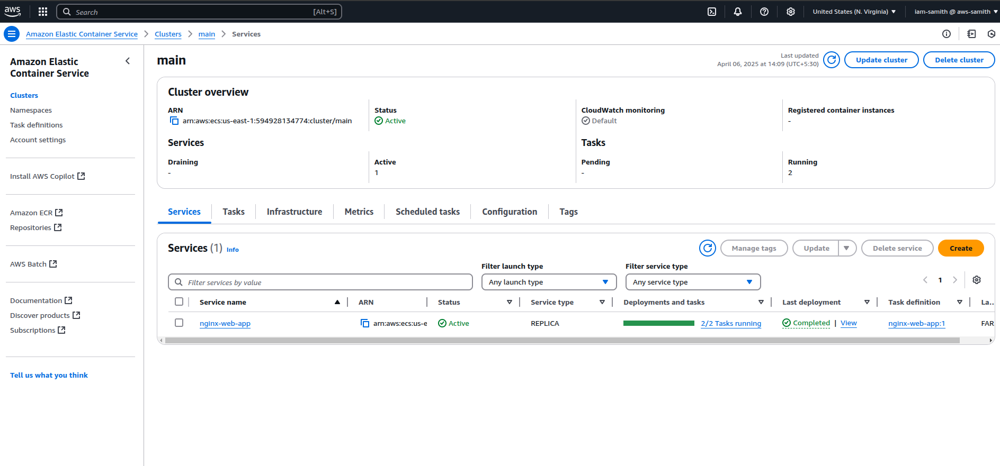 aws
Search [Alt+S]
United States (N. Virginia)
iam-samith @ aws-samith
Amazon Elastic Container Service > Clusters > main > Services
Amazon Elastic
Container Service
Clusters
Namespaces
Task definitions
Account settings
Install AWS Copilot
Amazon ECR
Repositories
AWS Batch
Documentation
Discover products
Subscriptions
Tell us what you think
main
Last updated
April 06, 2025 at 14:09 (UTC+5:30)
Update cluster
Delete cluster
Cluster overview
ARN
arn:aws:ecs:us-east-1:594928134774:cluster/main
Status
Active
CloudWatch monitoring
Default
Registered container instances
-
Services
Draining
-
Active
1
Tasks
Pending
-
Running
2
Services Tasks Infrastructure Metrics Scheduled tasks Configuration Tags
Services (1) Info
Manage tags
Update
Delete service
Create
Filter services by value
Filter launch type
Any launch type
Filter service type
Any service type
1
Service name ARN Status Service type Deployments and tasks Last deployment Task definition La...
nginx-web-app arn:aws:ecs:us-e Active REPLICA 2/2 Tasks running Completed | View nginx-web-app:1 FAR